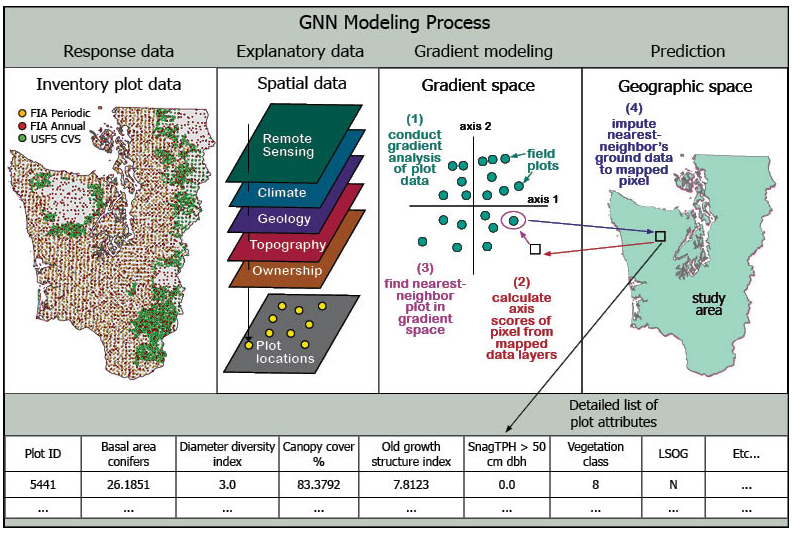 GNN Modeling Process
Response data
Explanatory data
Gradient modeling
Prediction
Inventory plot data
FIA Periodic
FIA Annual
USFS CVS
Spatial data
Remote
Sensing
Climate
Geology
Topography
Ownership
Plot
locations
Gradient space
(1)
conduct
gradient
analysis
of plot
data
axis 2
field
plots
axis 1
(3)
find nearest-
neighbor
plot in
gradient
space
(2)
calculate
axis
scores of
pixel from
mapped
data layers
Geographic space
(4)
impute
nearest-
neighbor's
ground data
to mapped
pixel
study
area
Detailed list of
plot attributes
Plot ID
Basal area
conifers
Diameter diversity
index
Canopy cover
%
Old growth
structure index
SnagTPH > 50
cm dbh
Vegetation
class
LSOG
Etc...
5441
26.1851
3.0
83.3792
7.8123
0.0
8
N
...
...
...
...
...
...
...
...
...
...